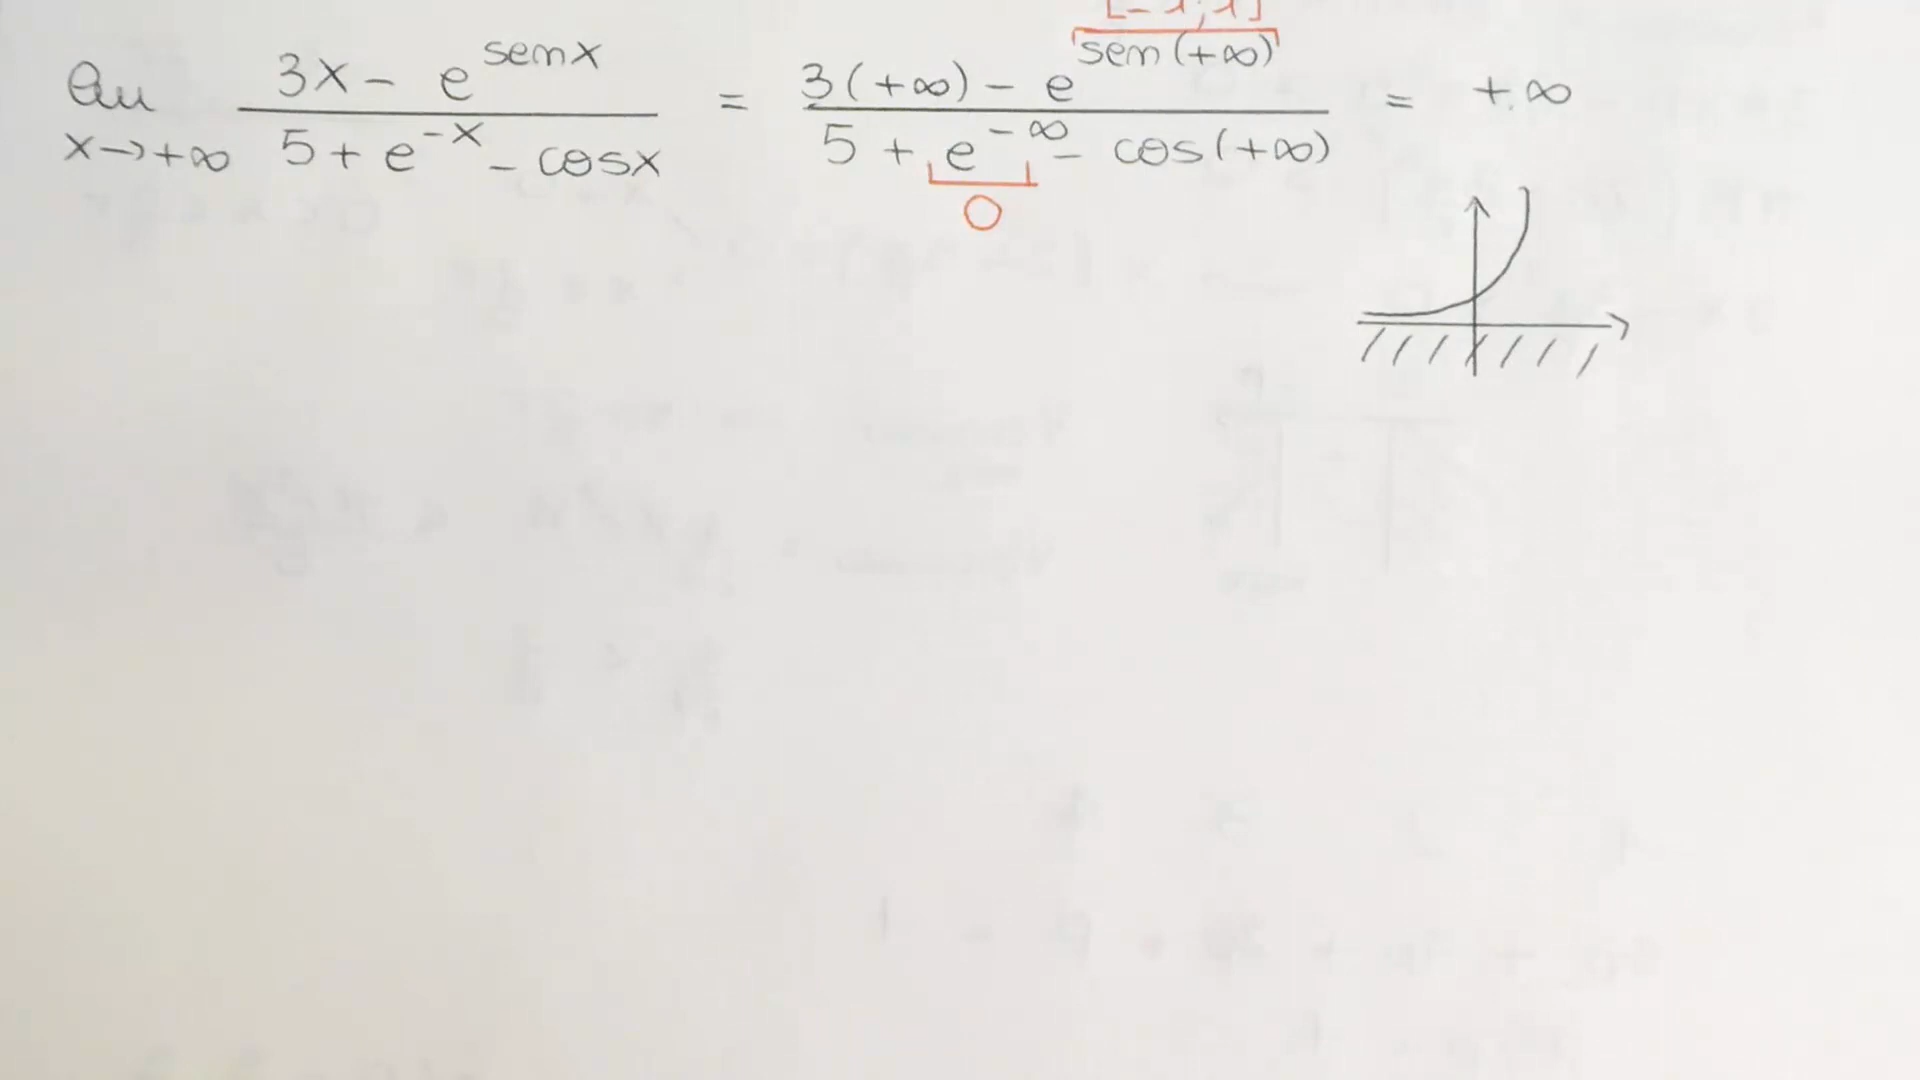 [-1;1]
lim x→+∞ (3x - e^(senx)) / (5 + e^(-x) - cosx) = (3(+∞) - e^(sen(+∞))) / (5 + e^(-∞) - cos(+∞)) = +∞
0